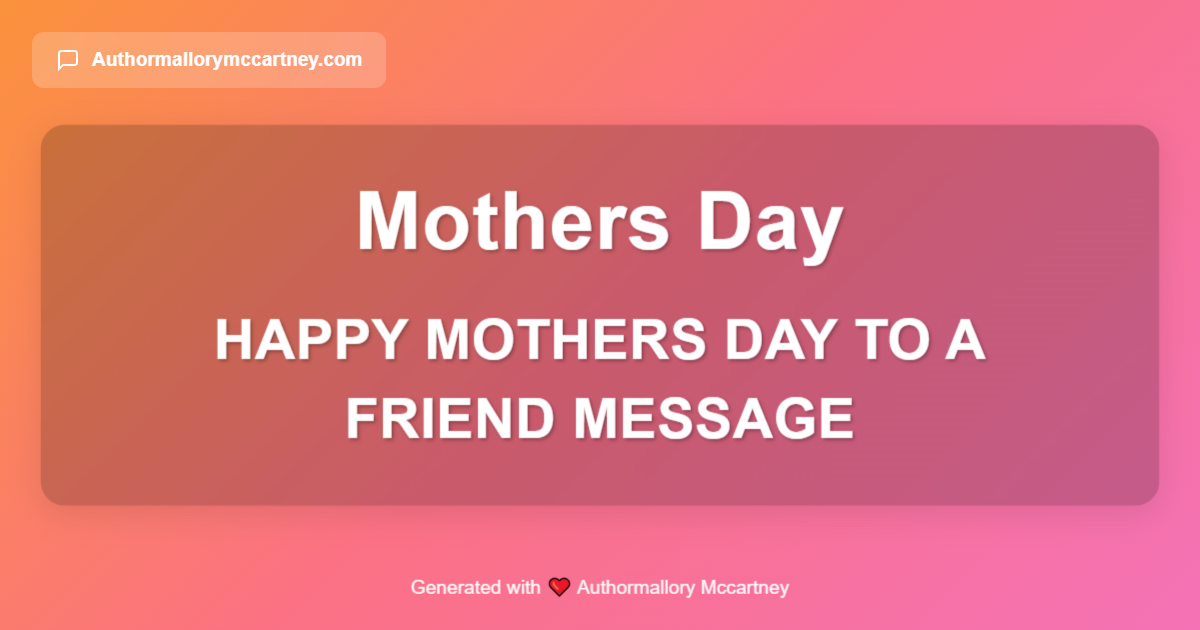 Authormallorymccartney.com
Mothers Day
HAPPY MOTHERS DAY TO A
FRIEND MESSAGE
Generated with ❤️ Authormallory Mccartney